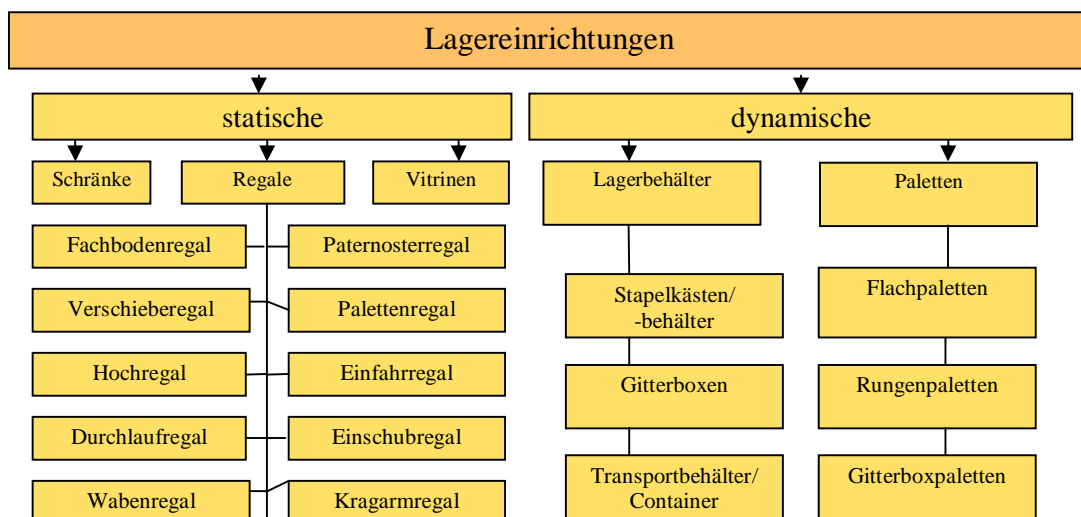 Lagereinrichtungen
statische
dynamische
Schränke
Regale
Vitrinen
Lagerbehälter
Paletten
Fachbodenregal
Paternosterregal
Verschieberegal
Palettenregal
Hochregal
Einfahrregal
Durchlaufregal
Einschubregal
Wabenregal
Kragarmregal
Stapelkästen/
-behälter
Gitterboxen
Transportbehälter/
Container
Flachpaletten
Rungenpaletten
Gitterboxpaletten